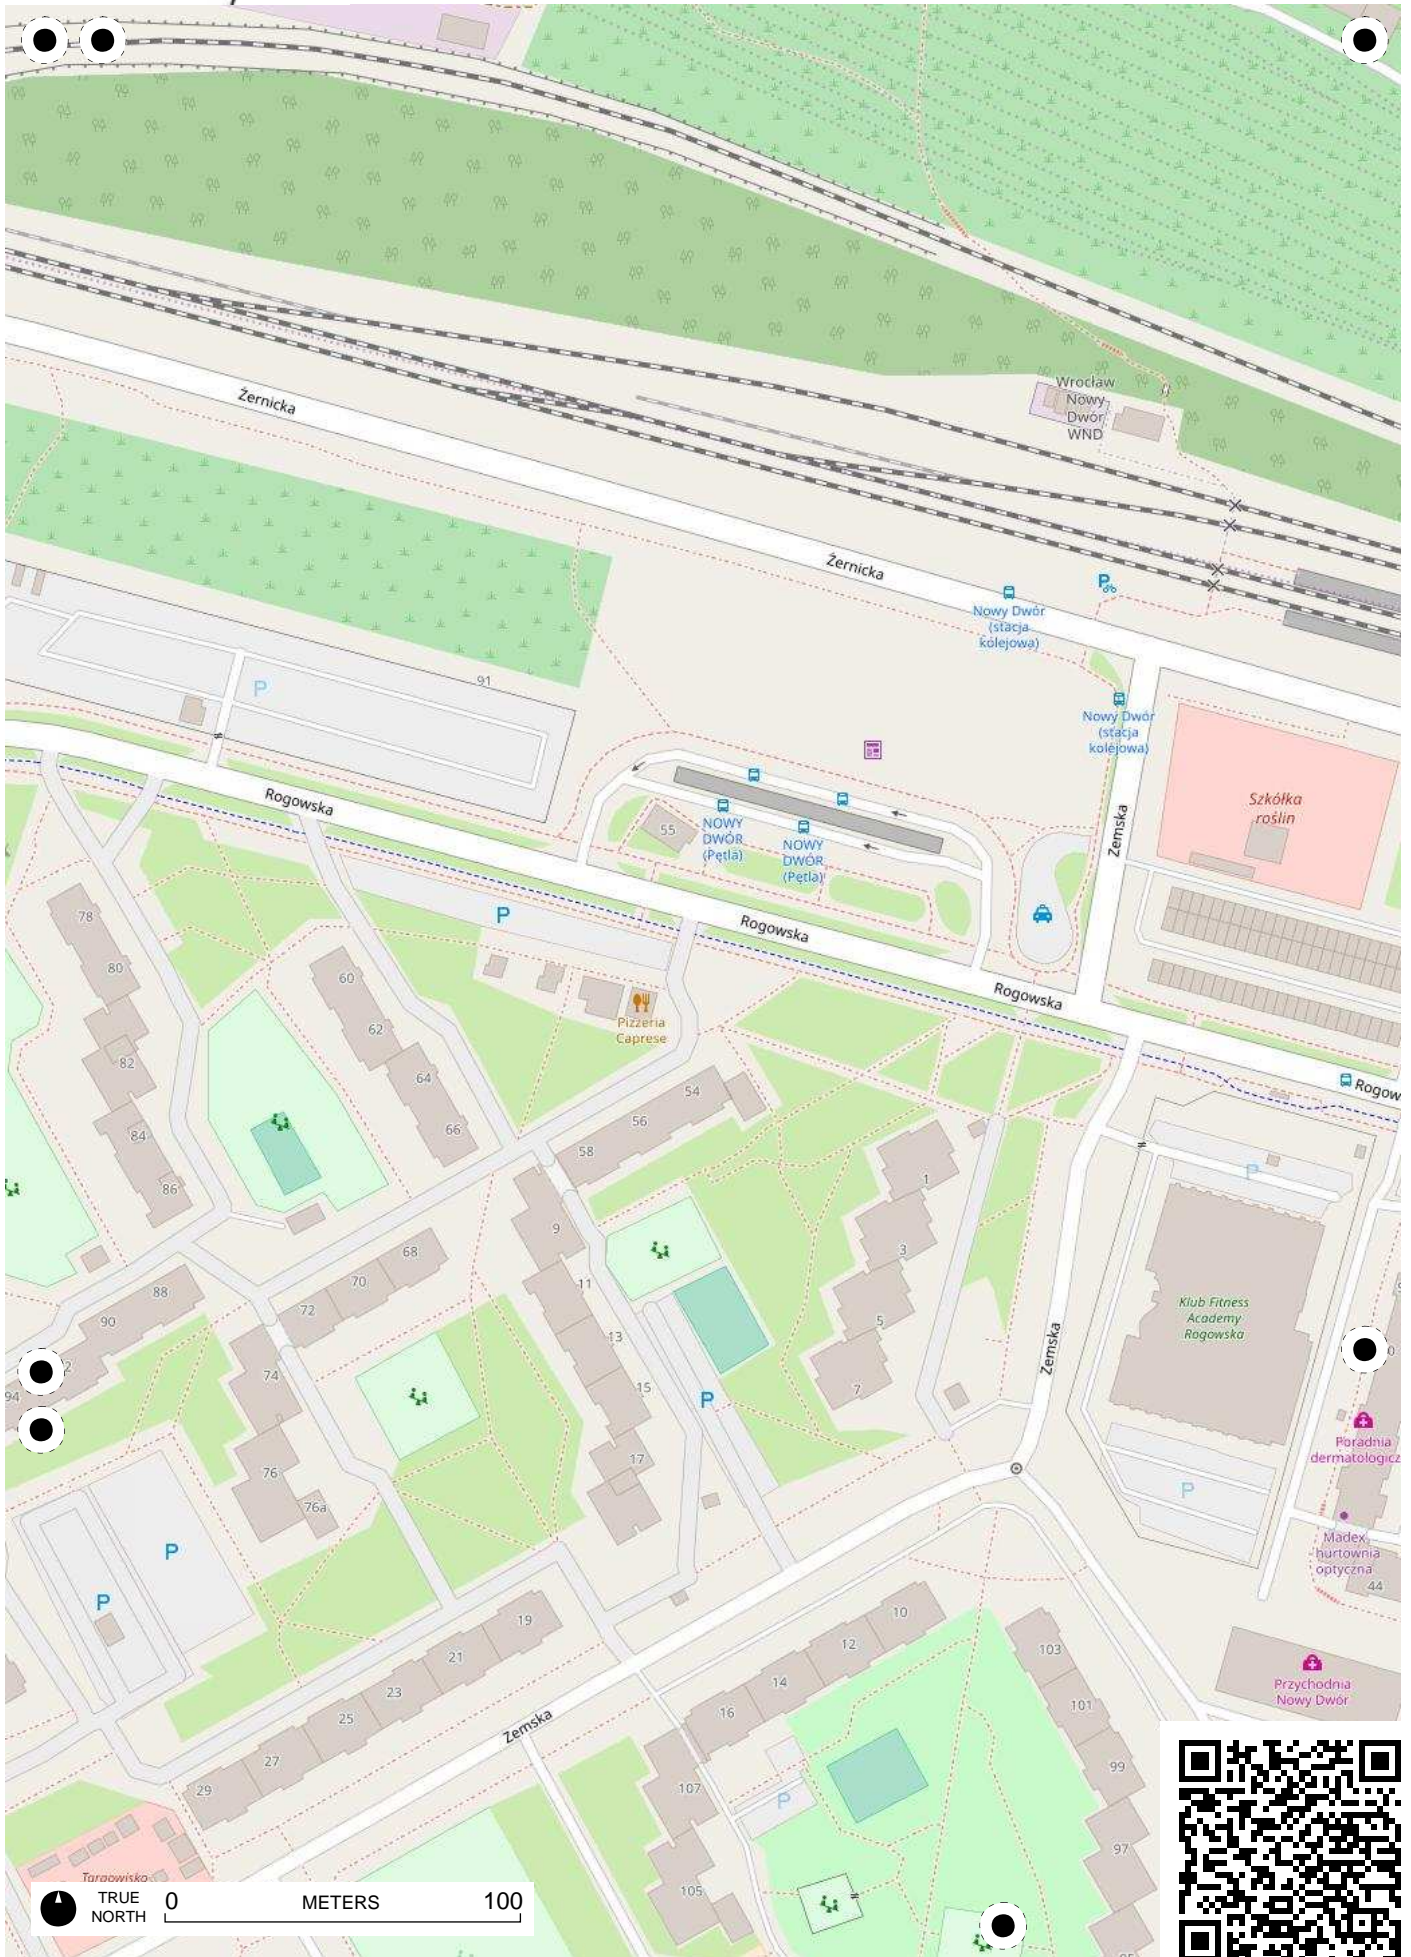 Żernicka
Wrocław
Nowy
Dwór
WND
Żernicka
Nowy Dwór
(stacja
kolejowa)
P
91
P
Nowy Dwór
(stacja
kolejowa)
Rogowska
55
NOWY
DWÓR
(Pętla)
NOWY
DWÓR
(Pętla)
Zemska
Szkółka
roślin
78
80
82
84
86
P
Rogowska
Rogowska
60
62
64
66
Pizzeria
Caprese
54
56
58
Rogow
P
1
3
5
7
9
11
13
15
17
68
70
72
88
90
94
74
76
76a
P
Zemska
Klub Fitness
Academy
Rogowska
Poradnia
dermatologicz
P
Madex
hurtownia
optyczna
44
P
P
19
21
23
25
27
29
10
12
14
16
Zemska
103
101
99
97
Przychodnia
Nowy Dwór
107
105
P
Targowisko
TRUE
NORTH
0 METERS 100